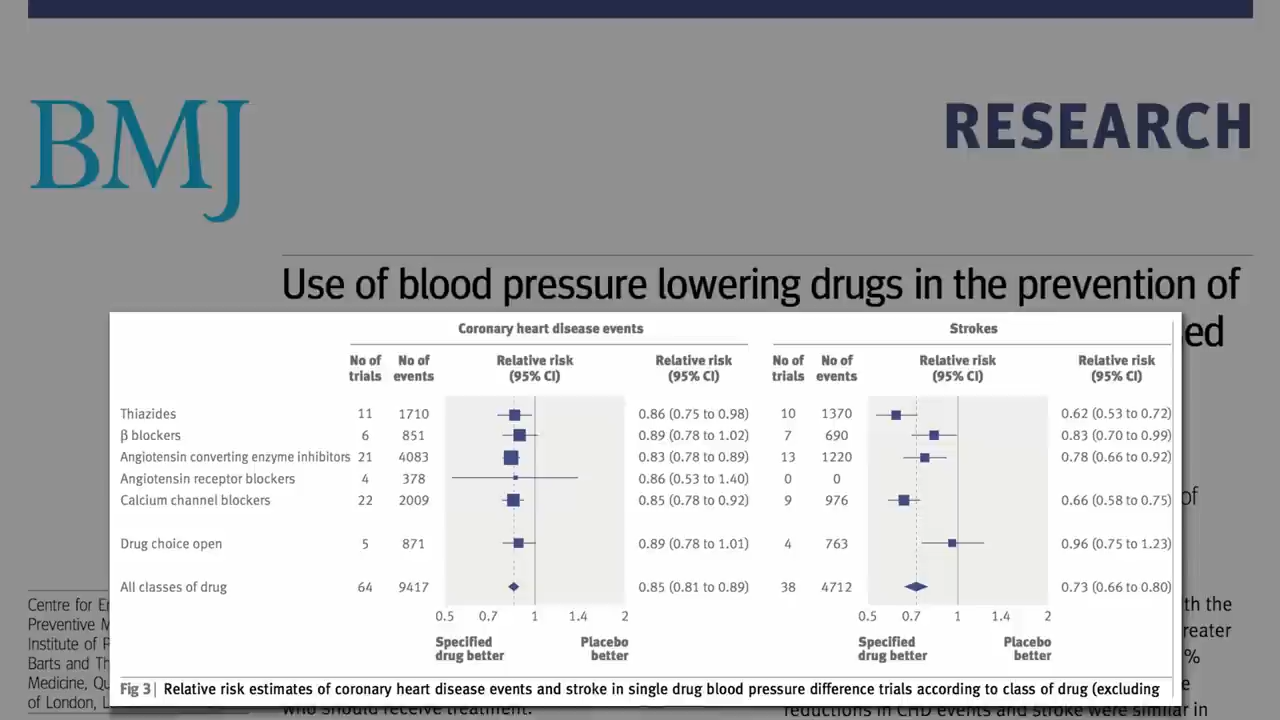 BMJ
RESEARCH
Use of blood pressure lowering drugs in the prevention of
ed
Coronary heart disease events Strokes
No of trials No of events Relative risk (95% CI) Relative risk (95% CI) No of trials No of events Relative risk (95% CI) Relative risk (95% CI)
Thiazides 11 1710 0.86 (0.75 to 0.98) 10 1370 0.62 (0.53 to 0.72)
β blockers 6 851 0.89 (0.78 to 1.02) 7 690 0.83 (0.70 to 0.99)
Angiotensin converting enzyme inhibitors 21 4083 0.83 (0.78 to 0.89) 13 1220 0.78 (0.66 to 0.92)
Angiotensin receptor blockers 4 378 0.86 (0.53 to 1.40) 0 0
Calcium channel blockers 22 2009 0.85 (0.78 to 0.92) 9 976 0.66 (0.58 to 0.75)
Drug choice open 5 871 0.89 (0.78 to 1.01) 4 763 0.96 (0.75 to 1.23)
All classes of drug 64 9417 0.85 (0.81 to 0.89) 38 4712 0.73 (0.66 to 0.80)
0.5 0.7 1 1.4 2 0.5 0.7 1 1.4 2
Specified drug better Placebo better Specified drug better Placebo better
Fig 3 | Relative risk estimates of coronary heart disease events and stroke in single drug blood pressure difference trials according to class of drug (excluding
of
Centre for
Preventive
Institute of
Barts and
Medicine,
of London,
th the
reater
%
e
who should receive treatment.
reductions in CHD events and stroke were similar in